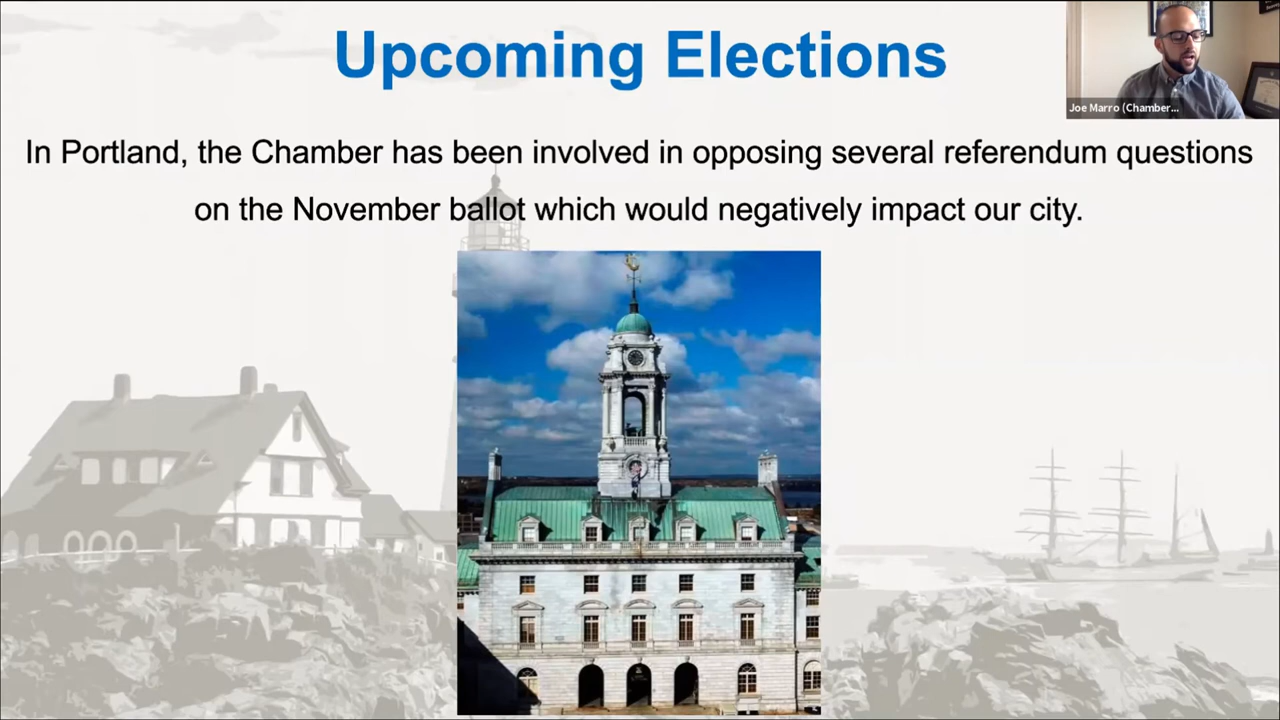 Upcoming Elections
Joe Marro (Chamber...
In Portland, the Chamber has been involved in opposing several referendum questions
on the November ballot which would negatively impact our city.